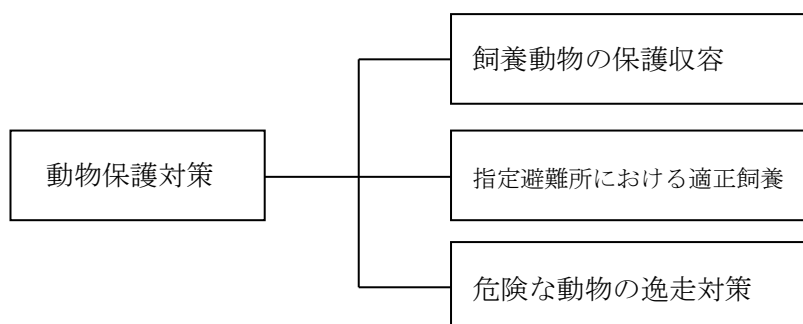 飼養動物の保護収容
動物保護対策
指定避難所における適正飼養
危険な動物の逸走対策